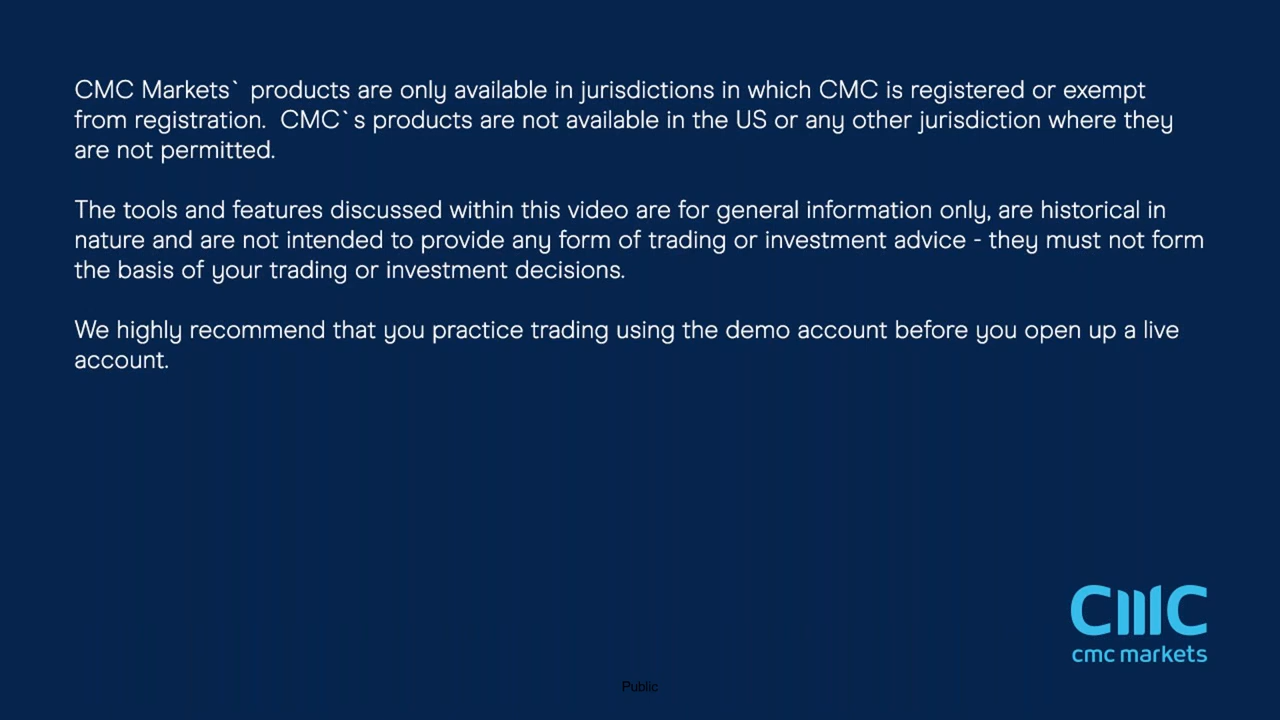 CMC Markets` products are only available in jurisdictions in which CMC is registered or exempt
from registration.  CMC`s products are not available in the US or any other jurisdiction where they
are not permitted.
The tools and features discussed within this video are for general information only, are historical in
nature and are not intended to provide any form of trading or investment advice - they must not form
the basis of your trading or investment decisions.
We highly recommend that you practice trading using the demo account before you open up a live
account.
CMC
cmc markets
Public